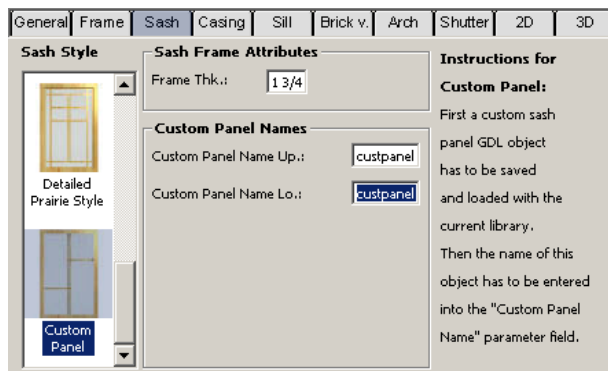 General Frame Sash Casing Sill Brick v. Arch Shutter 2D 3D
Sash Style
Detailed
Prairie Style
Custom
Panel
Sash Frame Attributes
Frame Thk.: 1 3/4
Custom Panel Names
Custom Panel Name Up.: custpanel
Custom Panel Name Lo.: custpanel
Instructions for
Custom Panel:
First a custom sash
panel GDL object
has to be saved
and loaded with the
current library.
Then the name of this
object has to be entered
into the "Custom Panel
Name" parameter field.